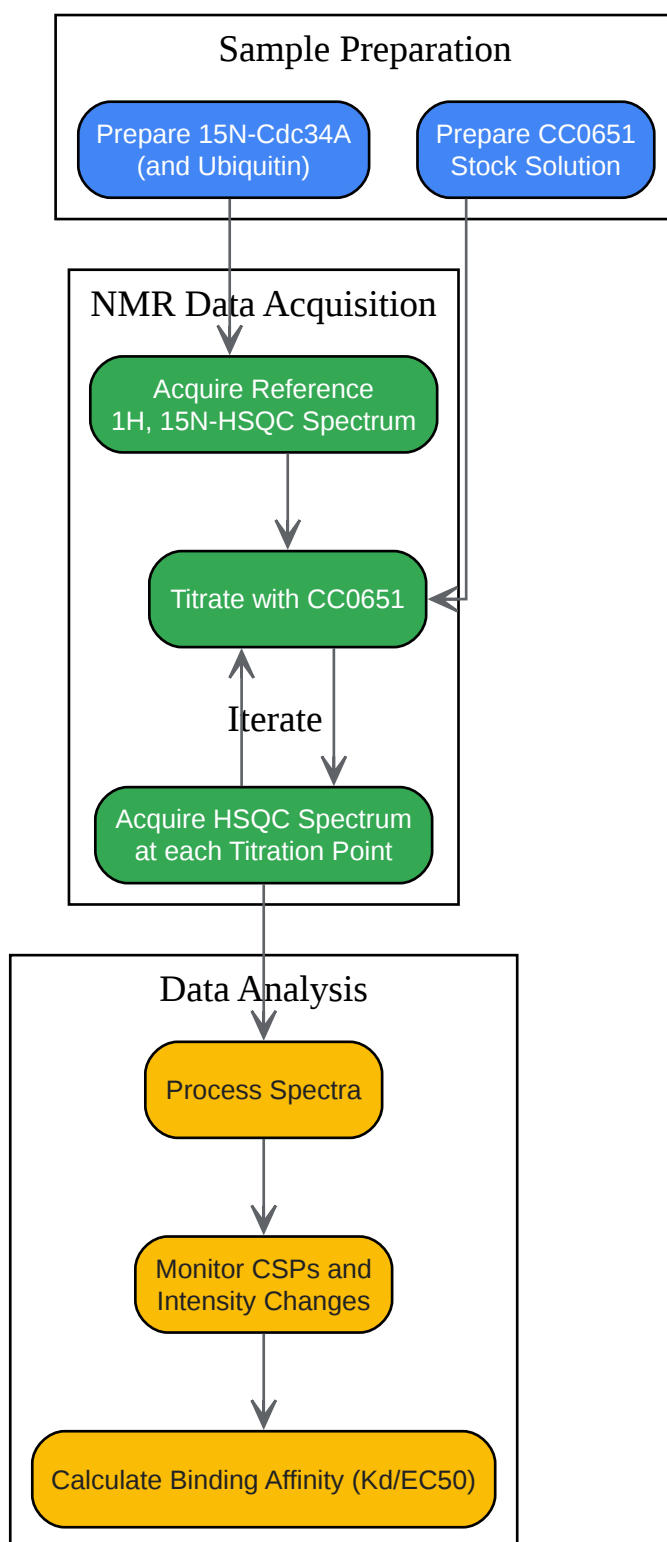 Sample Preparation
Prepare 15N-Cdc34A
(and Ubiquitin)
Prepare CC0651
Stock Solution
NMR Data Acquisition
Acquire Reference
1H, 15N-HSQC Spectrum
Titrate with CC0651
Iterate
Acquire HSQC Spectrum
at each Titration Point
Data Analysis
Process Spectra
Monitor CSPs and
Intensity Changes
Calculate Binding Affinity (Kd/EC50)